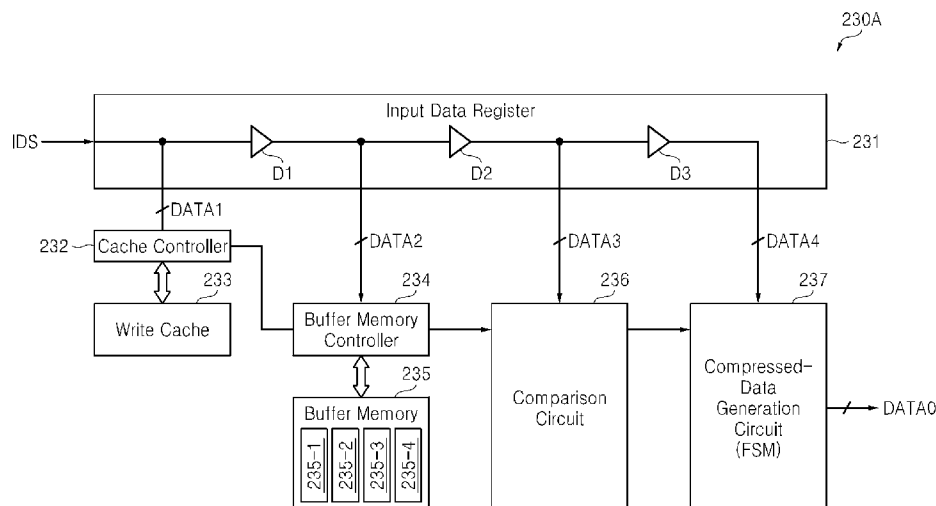 230A
Input Data Register
IDS
231
D1
D2
D3
DATA1
DATA2
DATA3
DATA4
232
Cache Controller
233
234
236
237
Write Cache
Buffer Memory
Controller
235
Buffer Memory
235-1
235-2
235-3
235-4
Comparison
Circuit
Compressed-
Data
Generation
Circuit
(FSM)
DATA0